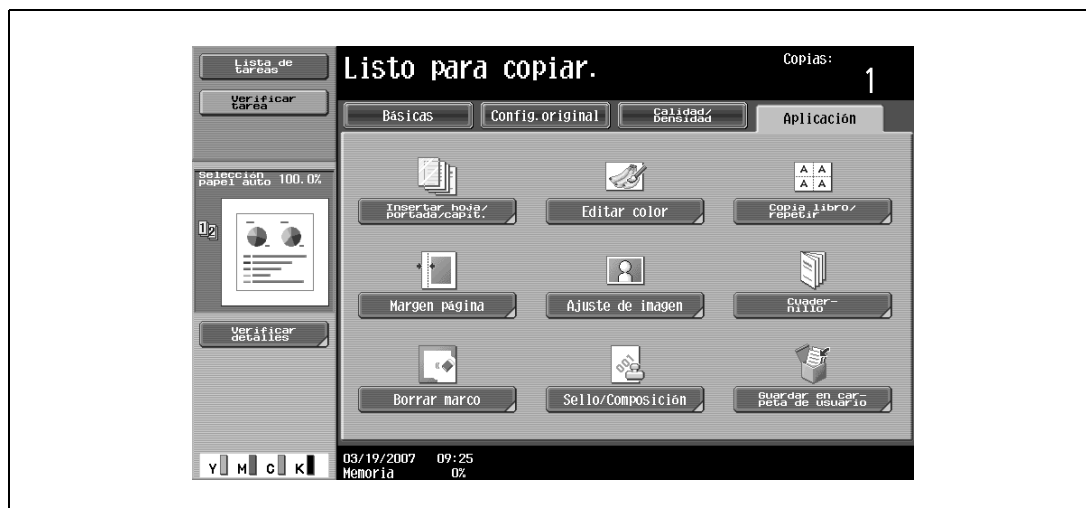 Lista de
tareas
Verificar
tarea
Listo para copiar.
Copias:
1
Básicas
Config.original
Calidad/
Densidad
Aplicación
Selección
papel auto 100.0%
12
Insertar hoja/
portada/capít.
Editar color
A A
A A
Copia libro/
repetir
Margen página
Ajuste de imagen
Cuader-
nillo
Verificar
detalles
Borrar marco
001
Sello/Composición
Guardar en car-
peta de usuario
Y M C K
03/19/2007 09:25
Memoria 0%